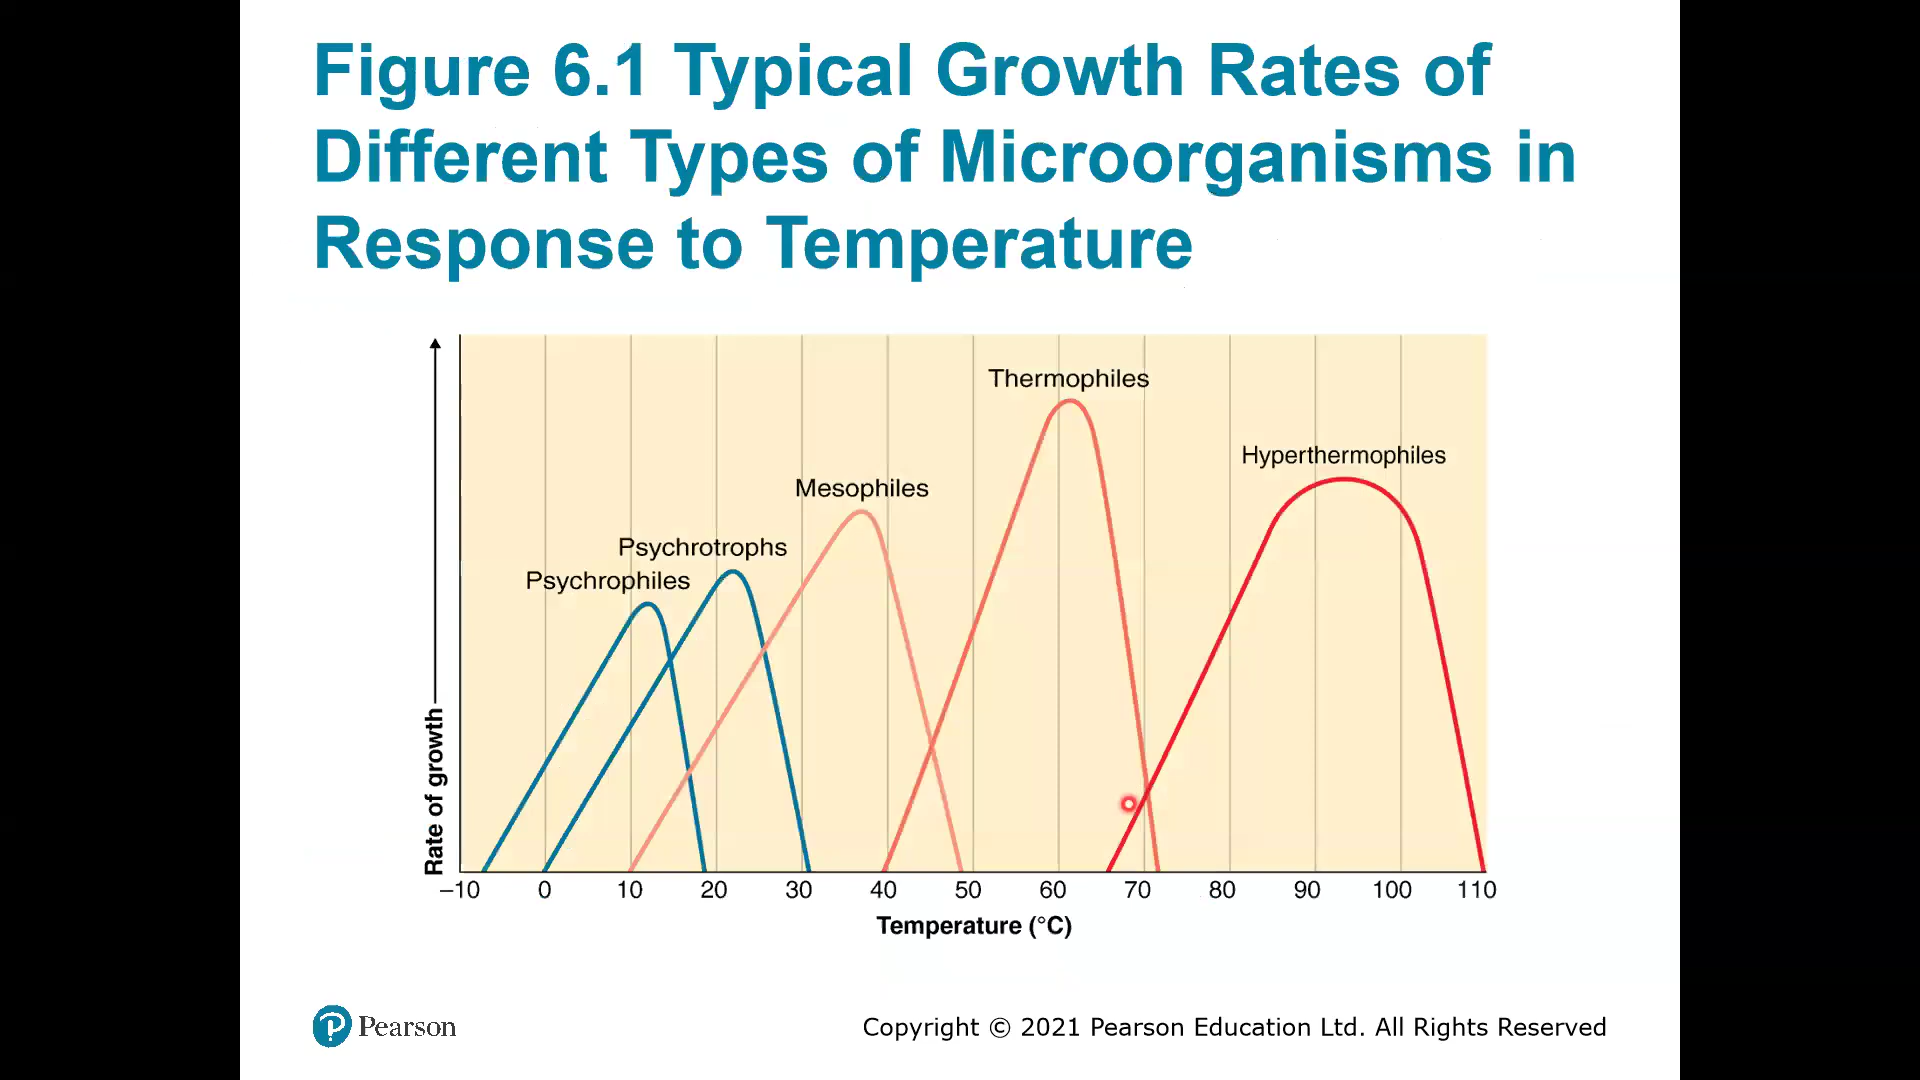 Figure 6.1 Typical Growth Rates of
Different Types of Microorganisms in
Response to Temperature
Thermophiles
Hyperthermophiles
Mesophiles
Psychrotrophs
Psychrophiles
Rate of growth
–10 0 10 20 30 40 50 60 70 80 90 100 110
Temperature (°C)
Pearson
Copyright © 2021 Pearson Education Ltd. All Rights Reserved